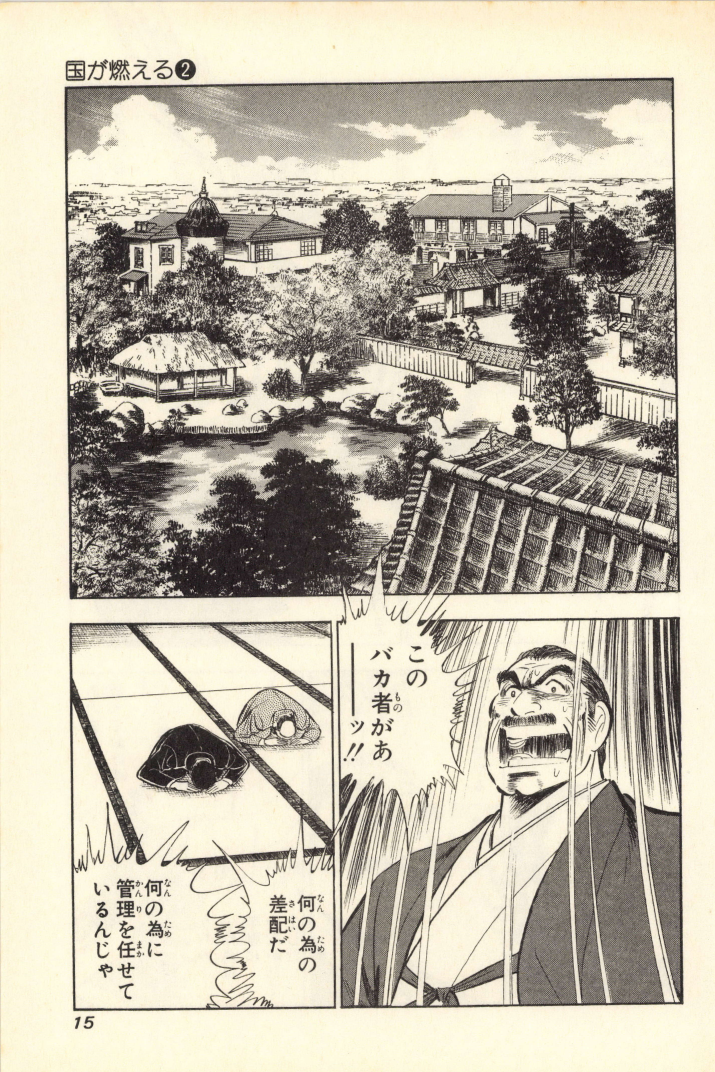 国が燃える❷
この
バカ者があ
――ッ!!
何の為の
差配だ
何の為に
管理を任せて
いるんじゃ
15